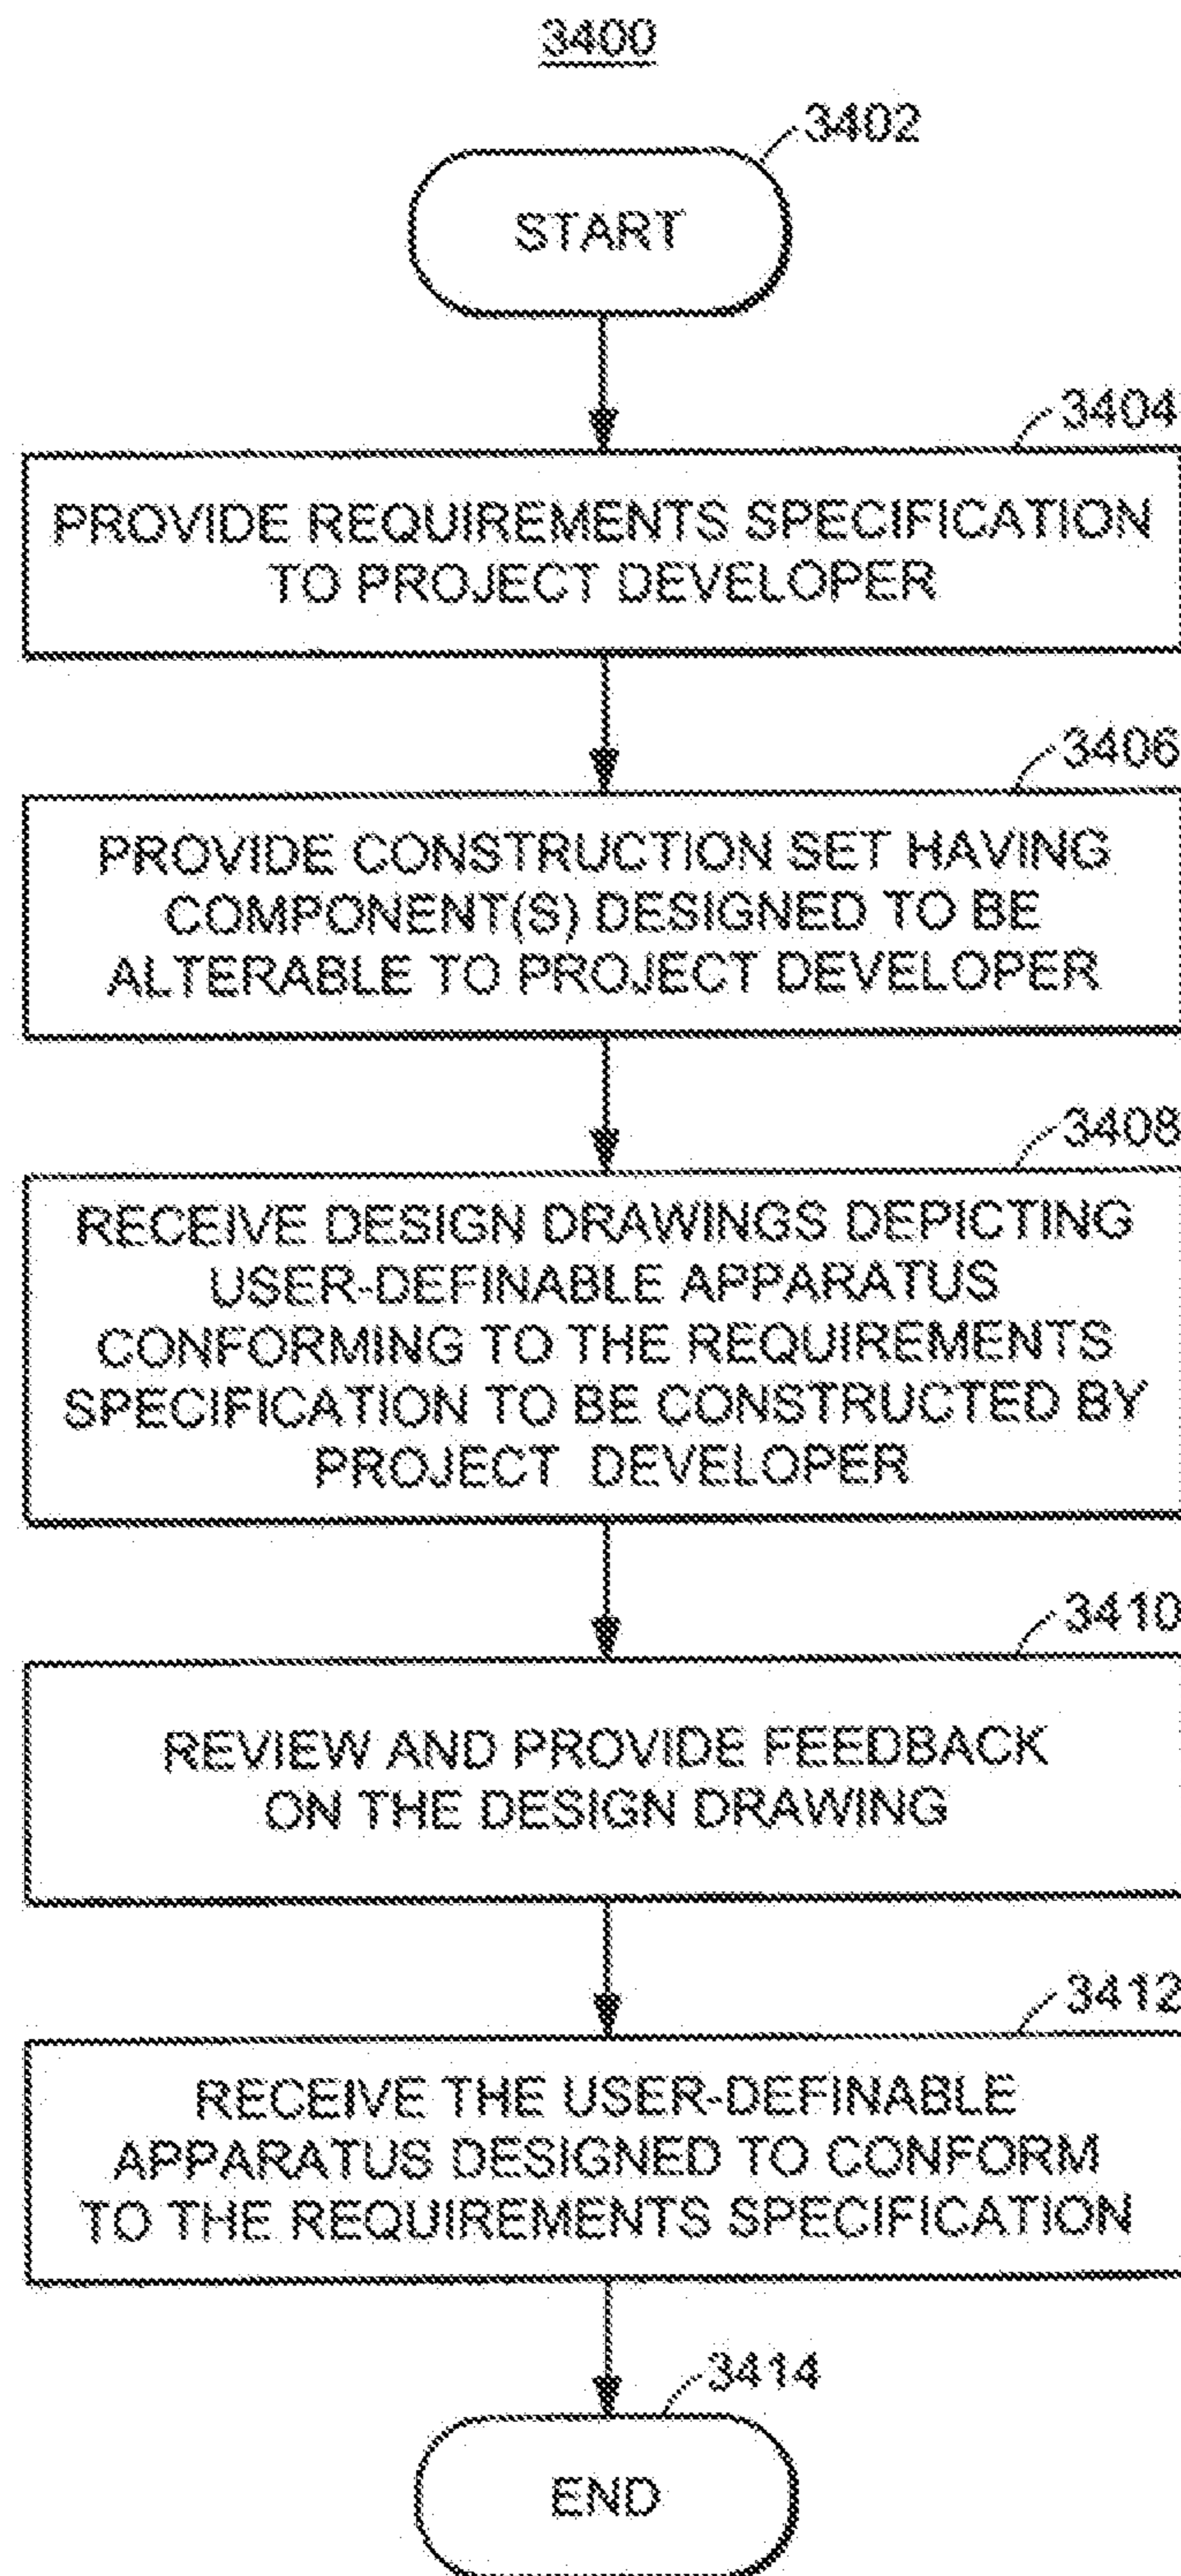 3400
3402
START
3404
PROVIDE REQUIREMENTS SPECIFICATION
TO PROJECT DEVELOPER
3406
PROVIDE CONSTRUCTION SET HAVING
COMPONENT(S) DESIGNED TO BE
ALTERABLE TO PROJECT DEVELOPER
3408
RECEIVE DESIGN DRAWINGS DEPICTING
USER-DEFINABLE APPARATUS
CONFORMING TO THE REQUIREMENTS
SPECIFICATION TO BE CONSTRUCTED BY
PROJECT DEVELOPER
3410
REVIEW AND PROVIDE FEEDBACK
ON THE DESIGN DRAWING
3412
RECEIVE THE USER-DEFINABLE
APPARATUS DESIGNED TO CONFORM
TO THE REQUIREMENTS SPECIFICATION
3414
END